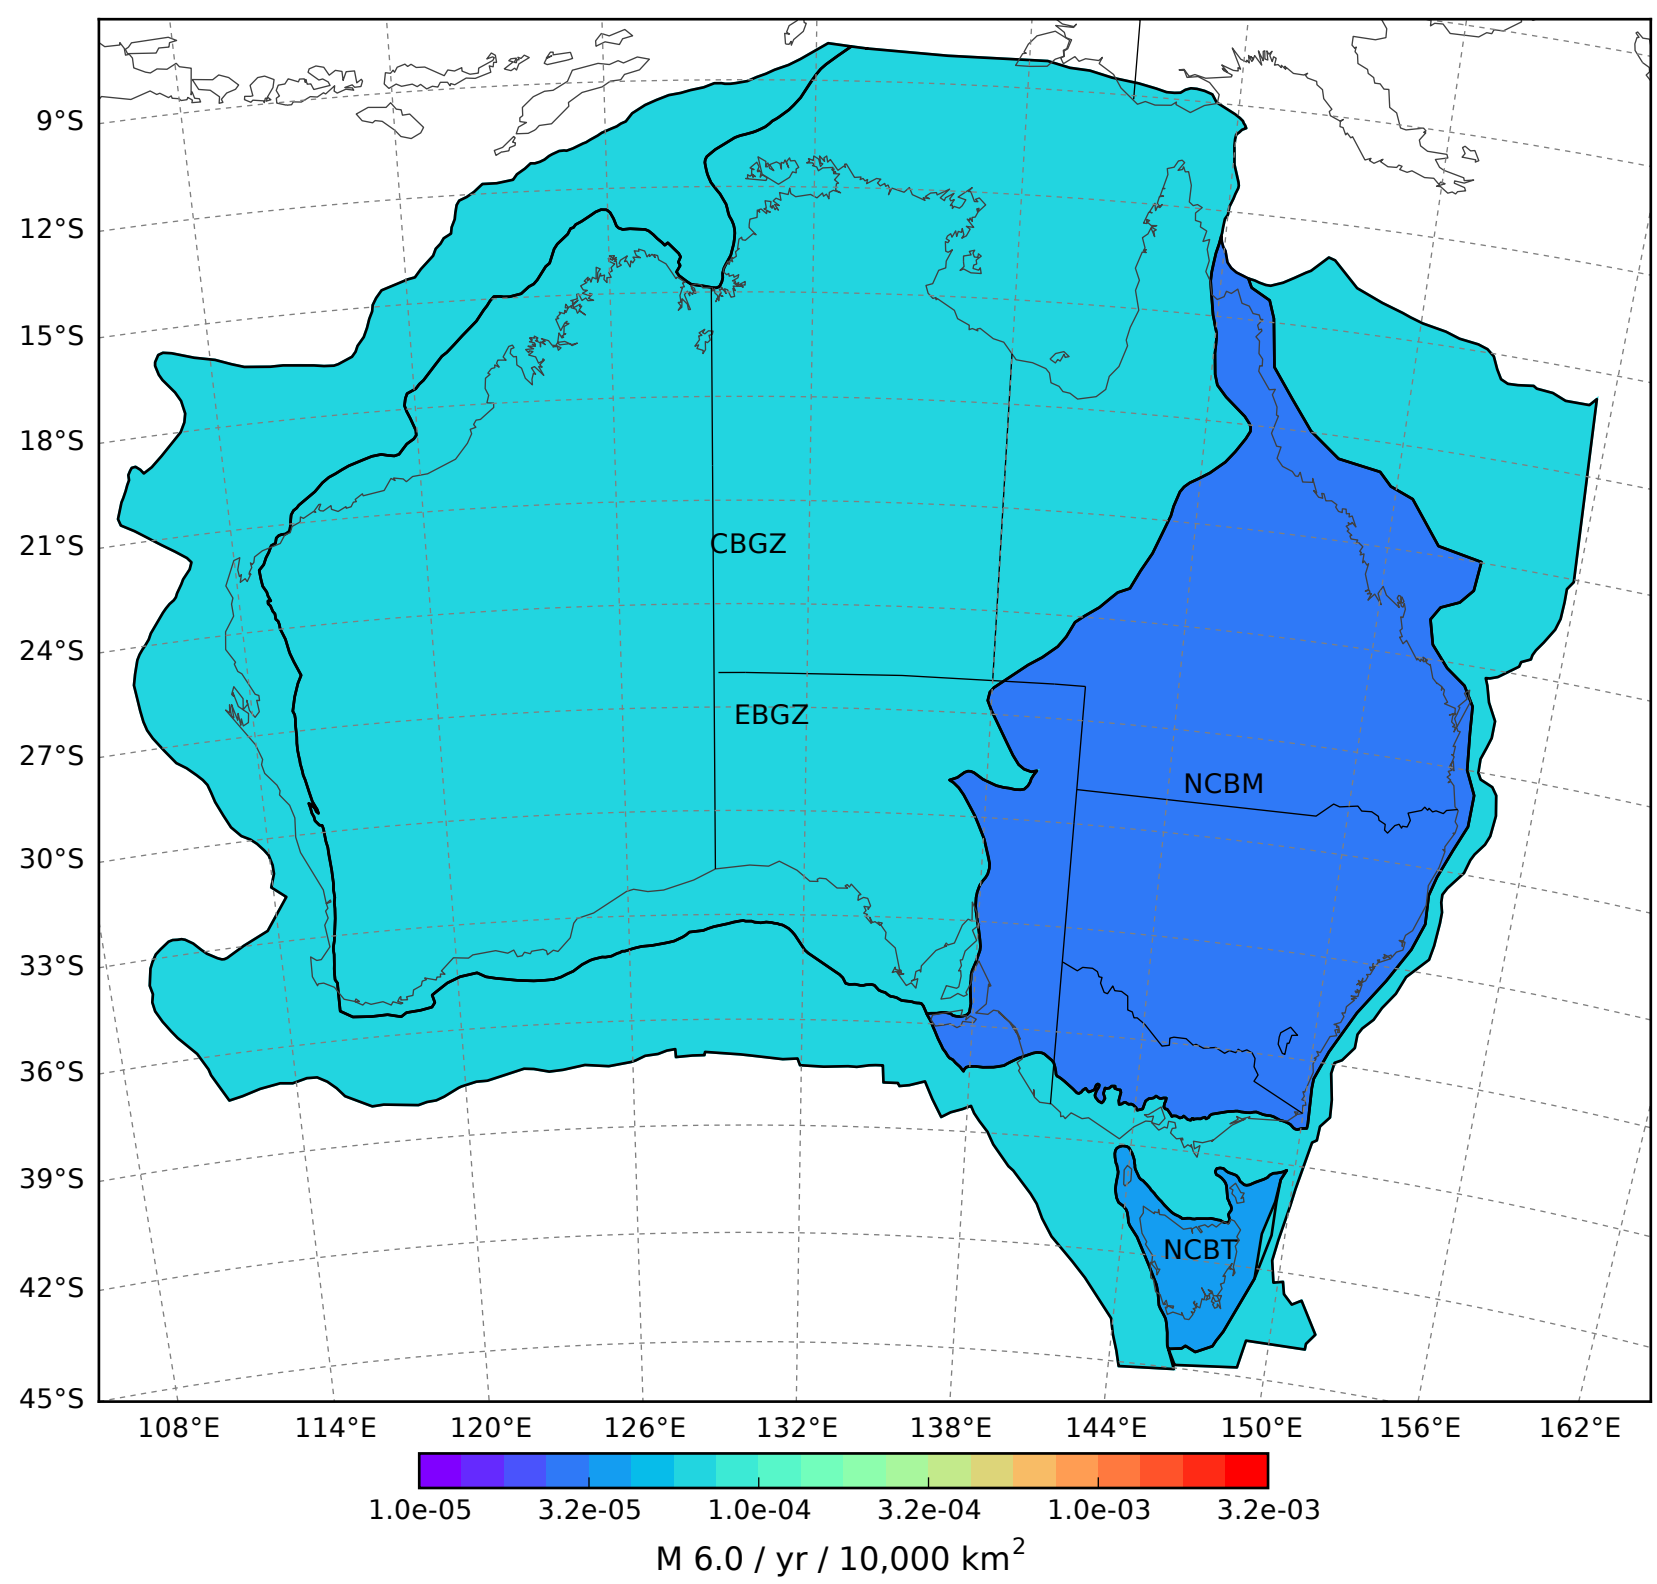 9°S
12°S
15°S
18°S
21°S
24°S
27°S
30°S
33°S
36°S
39°S
42°S
45°S
CBGZ
EBGZ
NCBM
NCBT
108°E 114°E 120°E 126°E 132°E 138°E 144°E 150°E 156°E 162°E
1.0e-05 3.2e-05 1.0e-04 3.2e-04 1.0e-03 3.2e-03
M 6.0 / yr / 10,000 km²